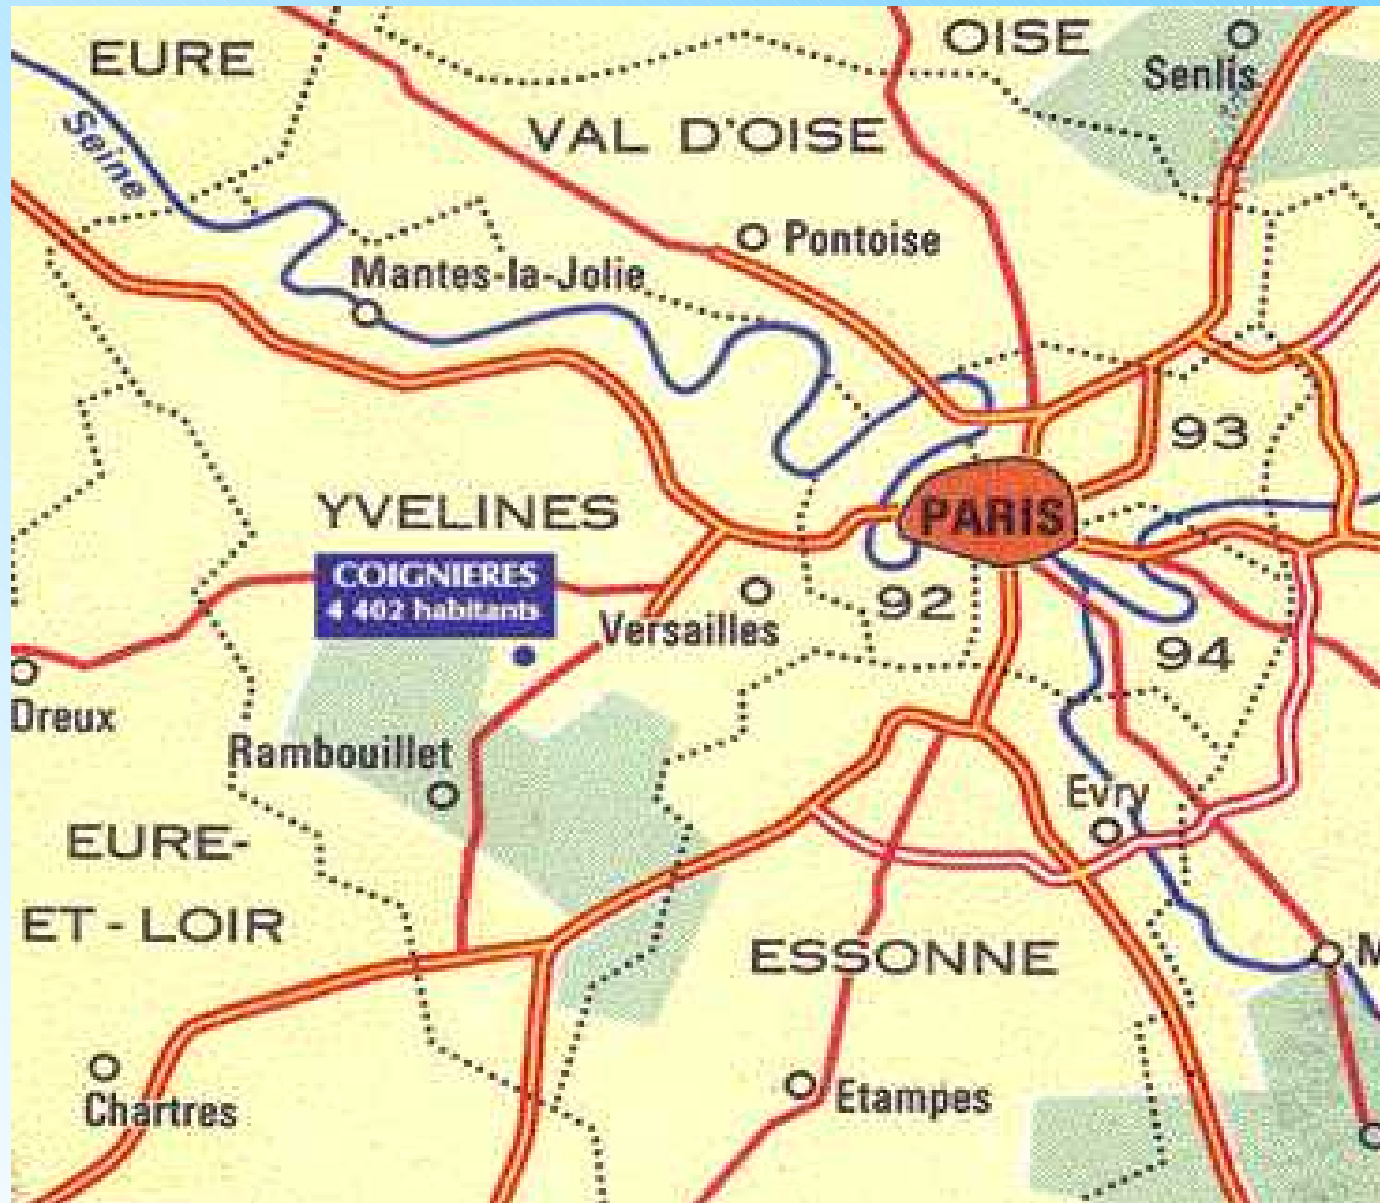 OISE
EURE
Senlis
Seine
VAL D'OISE
Pontoise
Mantes-la-Jolie
93
YVELINES
PARIS
COIGNIERES
4 402 habitants
92
Versailles
94
Dreux
Rambouillet
Evry
EURE-
ET-LOIR
ESSONNE
M
Etampes
Chartres